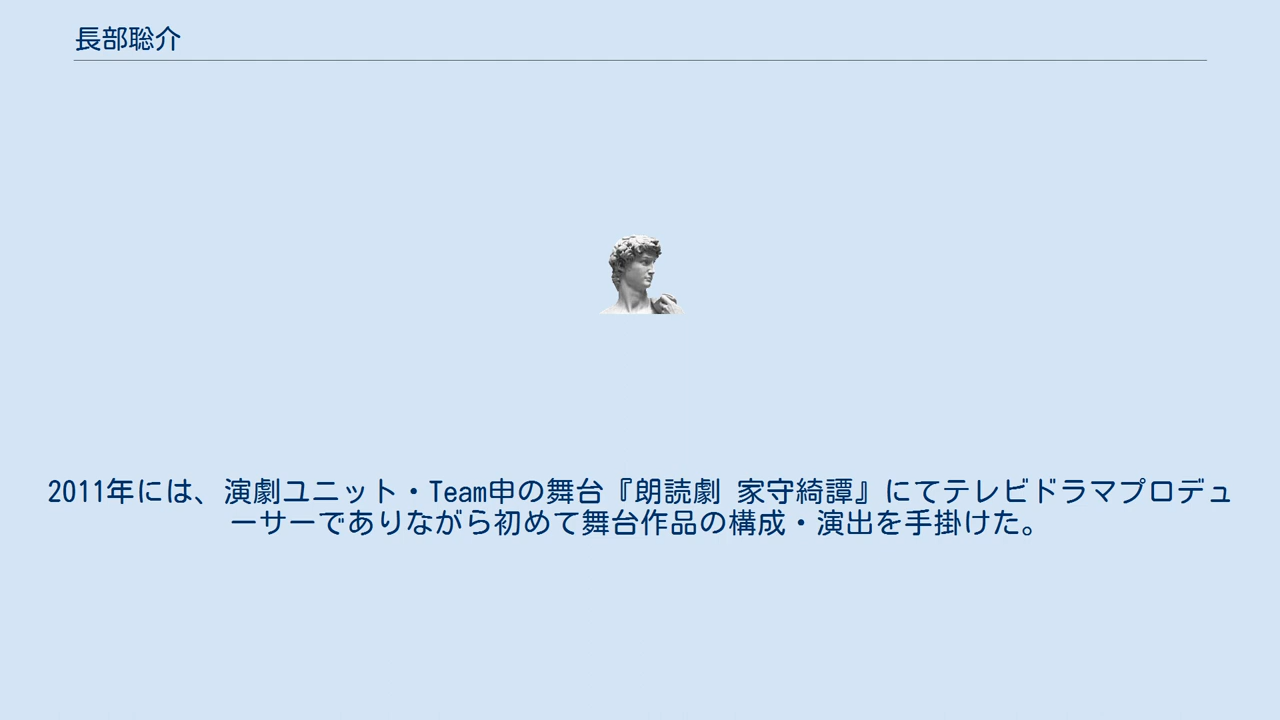 長部聡介
2011年には、演劇ユニット・Team申の舞台『朗読劇 家守綺譚』にてテレビドラマプロデュ
ーサーでありながら初めて舞台作品の構成・演出を手掛けた。